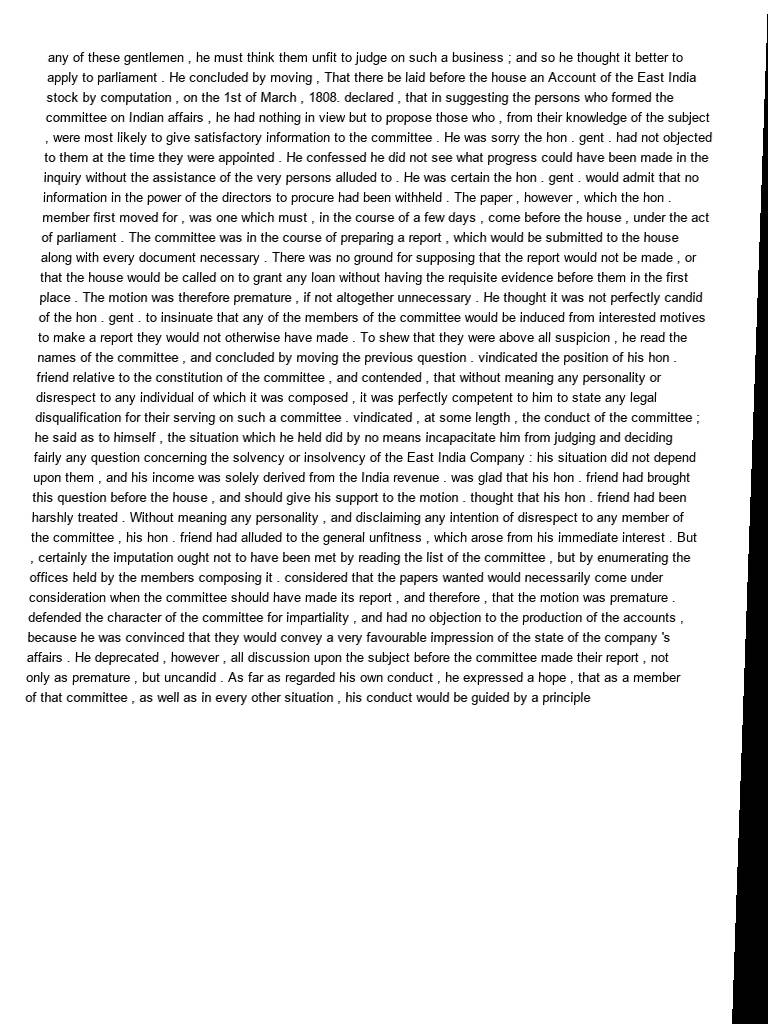 any of these gentlemen , he must think them unfit to judge on such a business ; and so he thought it better to
apply to parliament . He concluded by moving , That there be laid before the house an Account of the East India
stock by computation , on the 1st of March , 1808. declared , that in suggesting the persons who formed the
committee on Indian affairs , he had nothing in view but to propose those who , from their knowledge of the subject
, were most likely to give satisfactory information to the committee . He was sorry the hon . gent . had not objected
to them at the time they were appointed . He confessed he did not see what progress could have been made in the
inquiry without the assistance of the very persons alluded to . He was certain the hon . gent . would admit that no
information in the power of the directors to procure had been withheld . The paper , however , which the hon .
member first moved for , was one which must , in the course of a few days , come before the house , under the act
of parliament . The committee was in the course of preparing a report , which would be submitted to the house
along with every document necessary . There was no ground for supposing that the report would not be made , or
that the house would be called on to grant any loan without having the requisite evidence before them in the first
place . The motion was therefore premature , if not altogether unnecessary . He thought it was not perfectly candid
of the hon . gent . to insinuate that any of the members of the committee would be induced from interested motives
to make a report they would not otherwise have made . To shew that they were above all suspicion , he read the
names of the committee , and concluded by moving the previous question . vindicated the position of his hon .
friend relative to the constitution of the committee , and contended , that without meaning any personality or
disrespect to any individual of which it was composed , it was perfectly competent to him to state any legal
disqualification for their serving on such a committee . vindicated , at some length , the conduct of the committee ;
he said as to himself , the situation which he held did by no means incapacitate him from judging and deciding
fairly any question concerning the solvency or insolvency of the East India Company : his situation did not depend
upon them , and his income was solely derived from the India revenue . was glad that his hon . friend had brought
this question before the house , and should give his support to the motion . thought that his hon . friend had been
harshly treated . Without meaning any personality , and disclaiming any intention of disrespect to any member of
the committee , his hon . friend had alluded to the general unfitness , which arose from his immediate interest . But
, certainly the imputation ought not to have been met by reading the list of the committee , but by enumerating the
offices held by the members composing it . considered that the papers wanted would necessarily come under
consideration when the committee should have made its report , and therefore , that the motion was premature .
defended the character of the committee for impartiality , and had no objection to the production of the accounts ,
because he was convinced that they would convey a very favourable impression of the state of the company 's
affairs . He deprecated , however , all discussion upon the subject before the committee made their report , not
only as premature , but uncandid . As far as regarded his own conduct , he expressed a hope , that as a member
of that committee , as well as in every other situation , his conduct would be guided by a principle